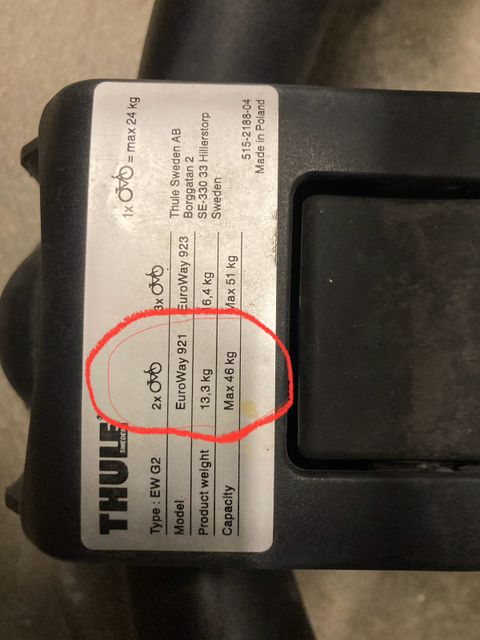 THULE
SWEDEN
Type : EW G2 2x 3x 1x = max 24 kg
Model EuroWay 921 EuroWay 923
Product weight 13,3 kg 6,4 kg
Capacity Max 46 kg Max 51 kg
Thule Sweden AB
Borggatan 2
SE-330 33 Hillerstorp
Sweden
515-2188-04
Made in Poland